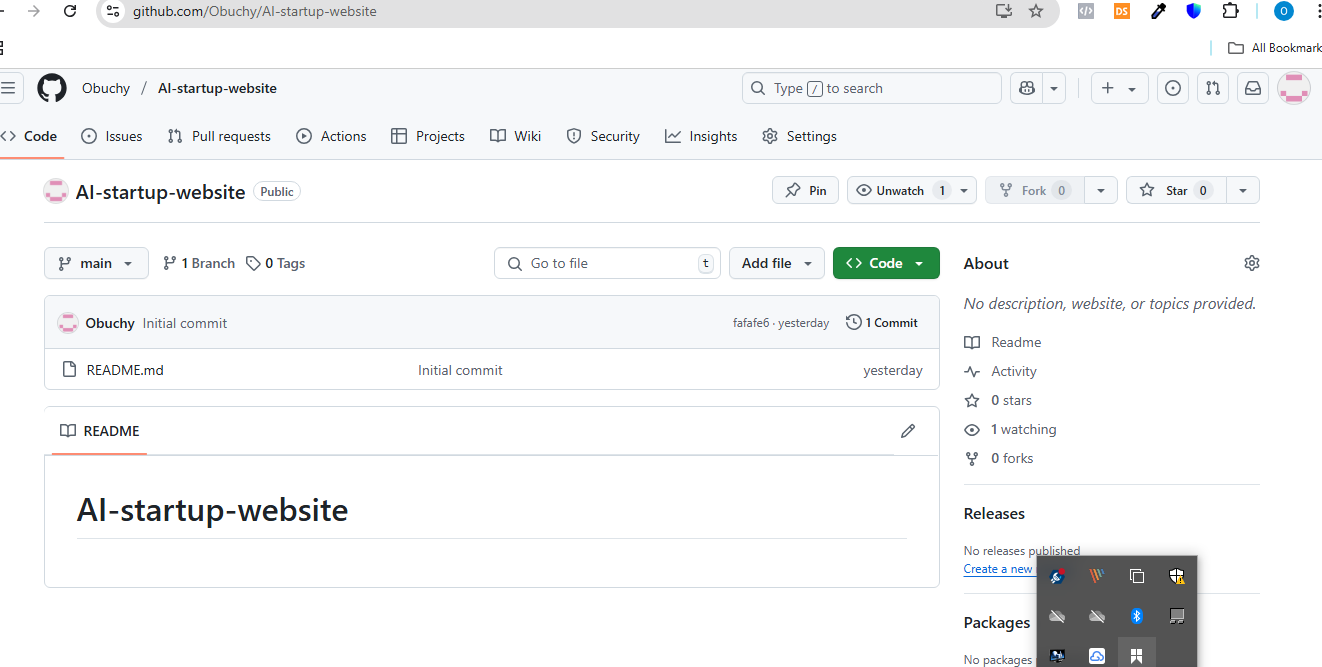 github.com/Obuchy/AI-startup-website
DS
O
All Bookmark
Obuchy / AI-startup-website
Type / to search
<> Code Issues Pull requests Actions Projects Wiki Security Insights Settings
AI-startup-website Public
Pin Unwatch 1 Fork 0 Star 0
main 1 Branch 0 Tags Go to file t Add file <> Code
About
No description, website, or topics provided.
Obuchy Initial commit fafafe6 · yesterday 1 Commit
README.md Initial commit yesterday
Readme
Activity
0 stars
1 watching
0 forks
README
AI-startup-website
Releases
No releases published
Create a new
Packages
No packages